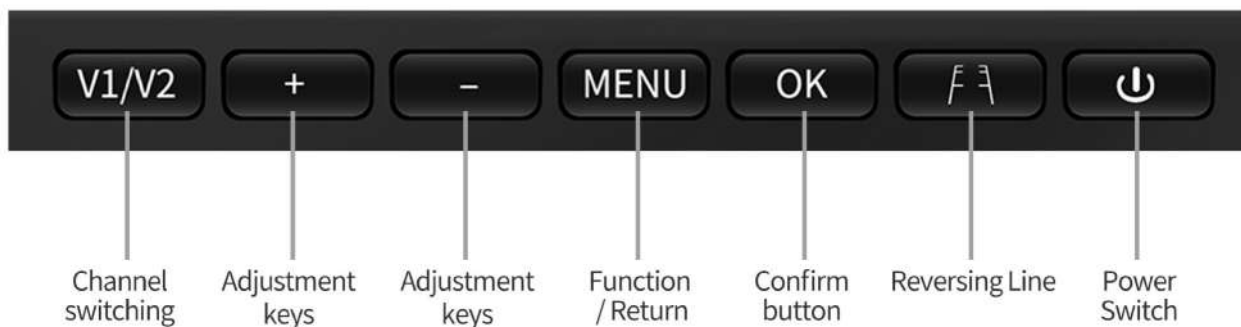 V1/V2 + – MENU OK
Channel switching
Adjustment keys
Adjustment keys
Function / Return
Confirm button
Reversing Line
Power Switch